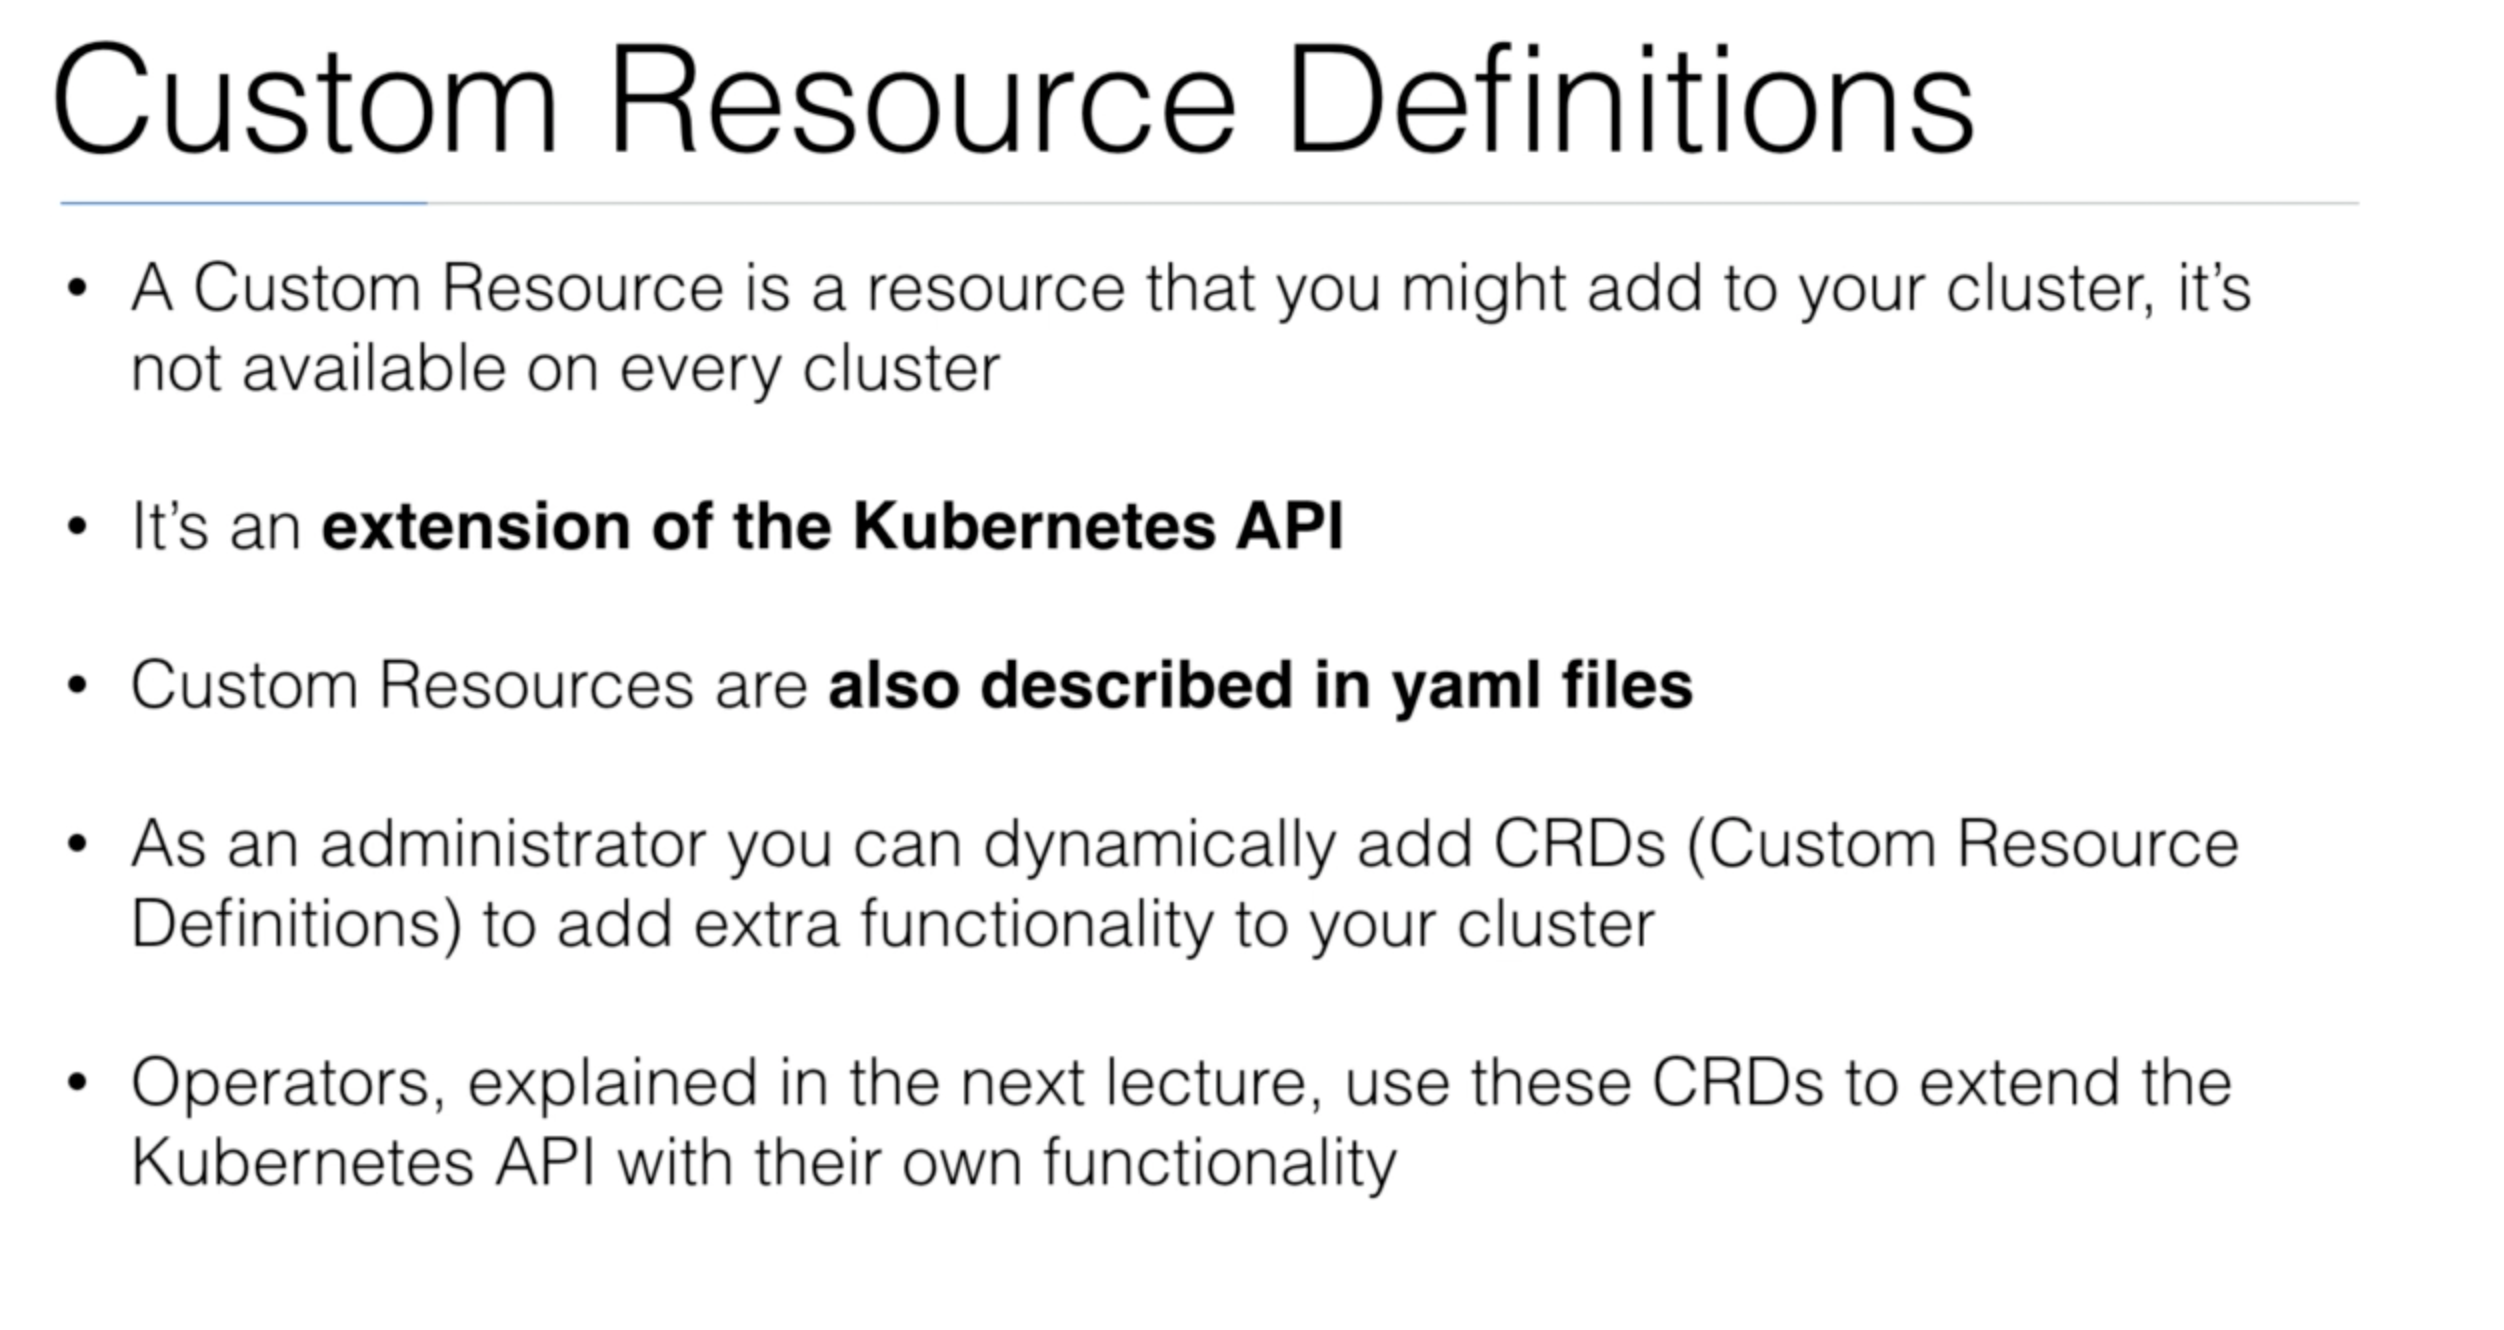 Custom Resource Definitions
• A Custom Resource is a resource that you might add to your cluster, it’s
not available on every cluster
• It’s an extension of the Kubernetes API
• Custom Resources are also described in yaml files
• As an administrator you can dynamically add CRDs (Custom Resource
Definitions) to add extra functionality to your cluster
• Operators, explained in the next lecture, use these CRDs to extend the
Kubernetes API with their own functionality